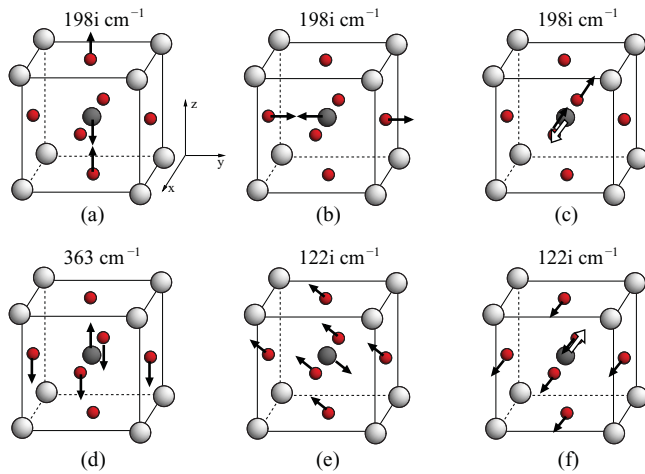 198i cm⁻¹ 198i cm⁻¹ 198i cm⁻¹
z
y
x
(a) (b) (c)
363 cm⁻¹ 122i cm⁻¹ 122i cm⁻¹
(d) (e) (f)